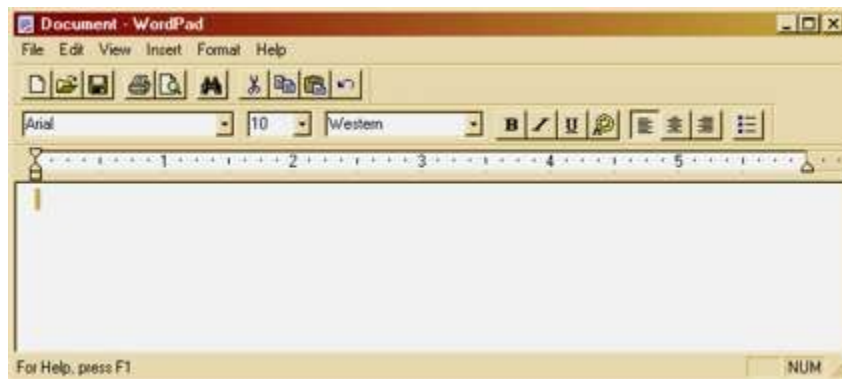 Document - WordPad
File Edit View Insert Format Help
Arial 10 Western B / U
1 2 3 4 5
For Help, press F1 NUM